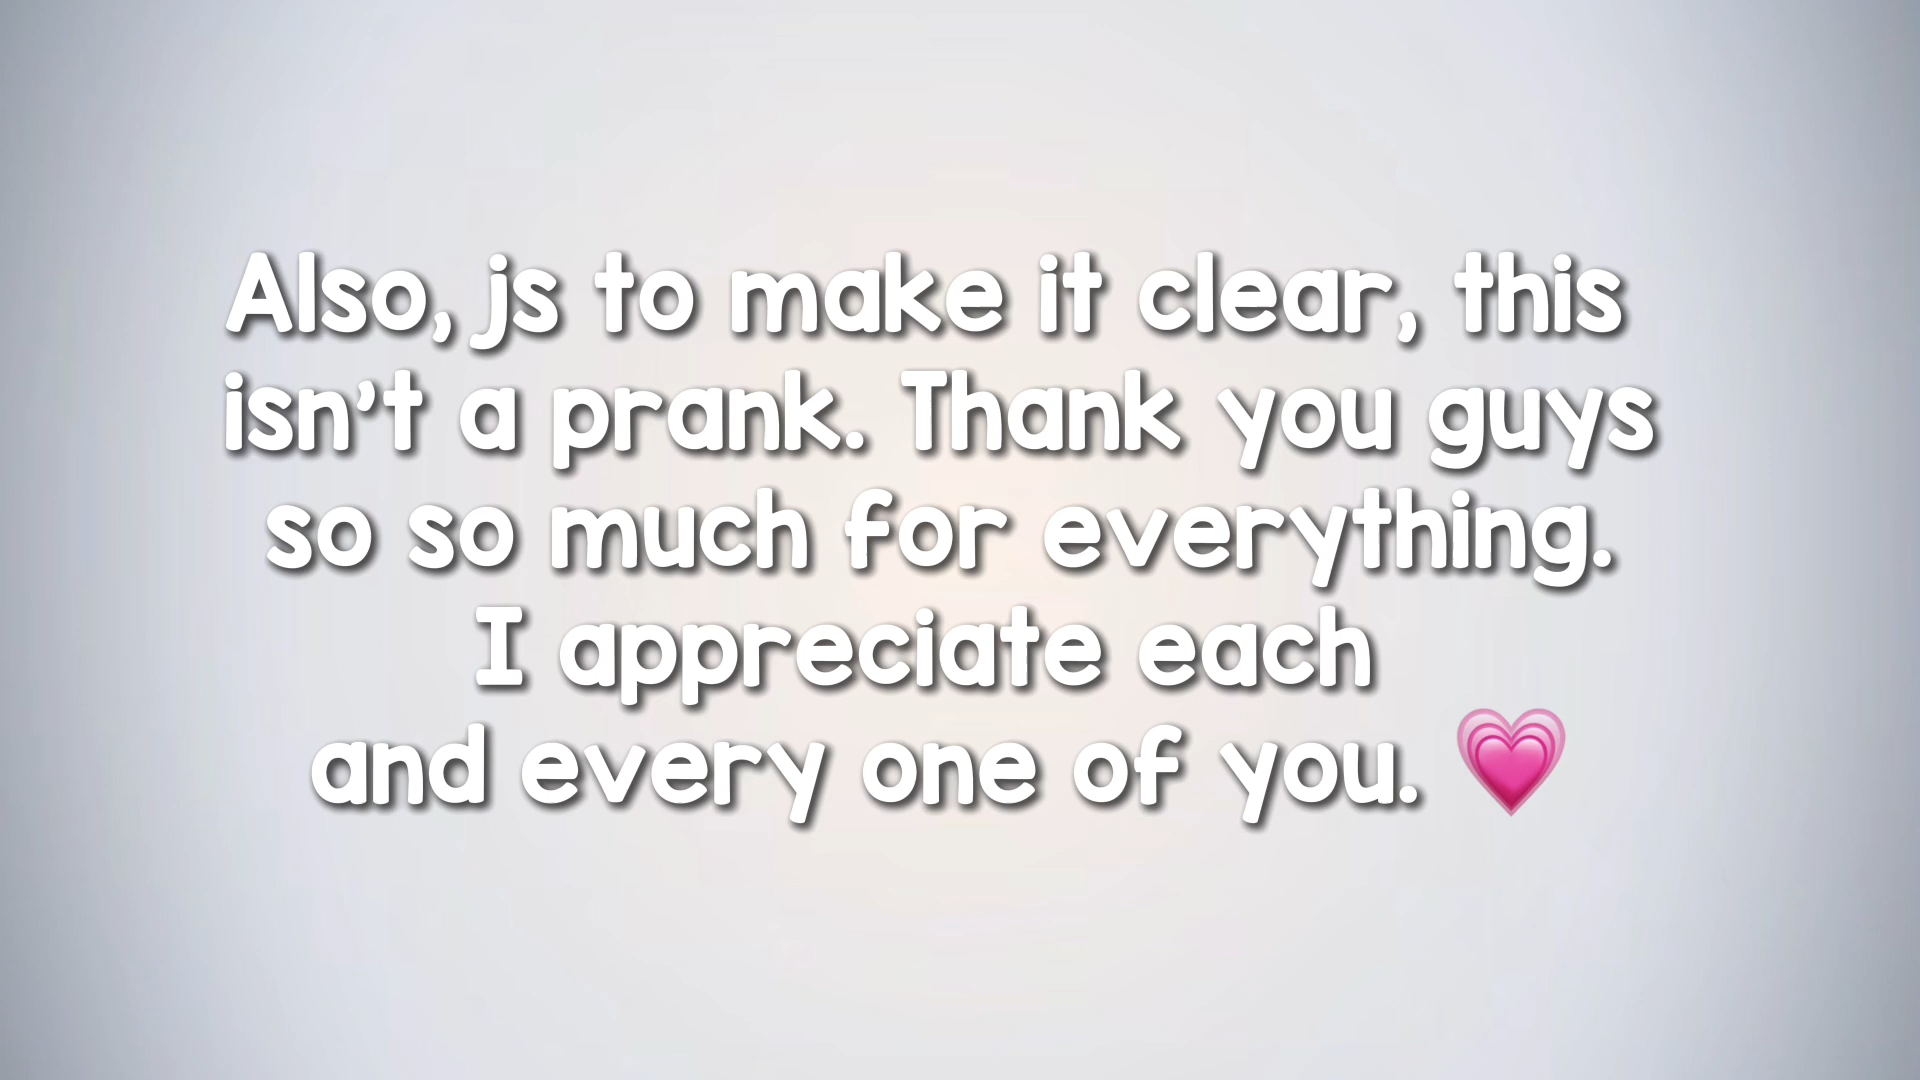 Also, js to make it clear, this
isn't a prank. Thank you guys
so so much for everything.
I appreciate each
and every one of you. 💗